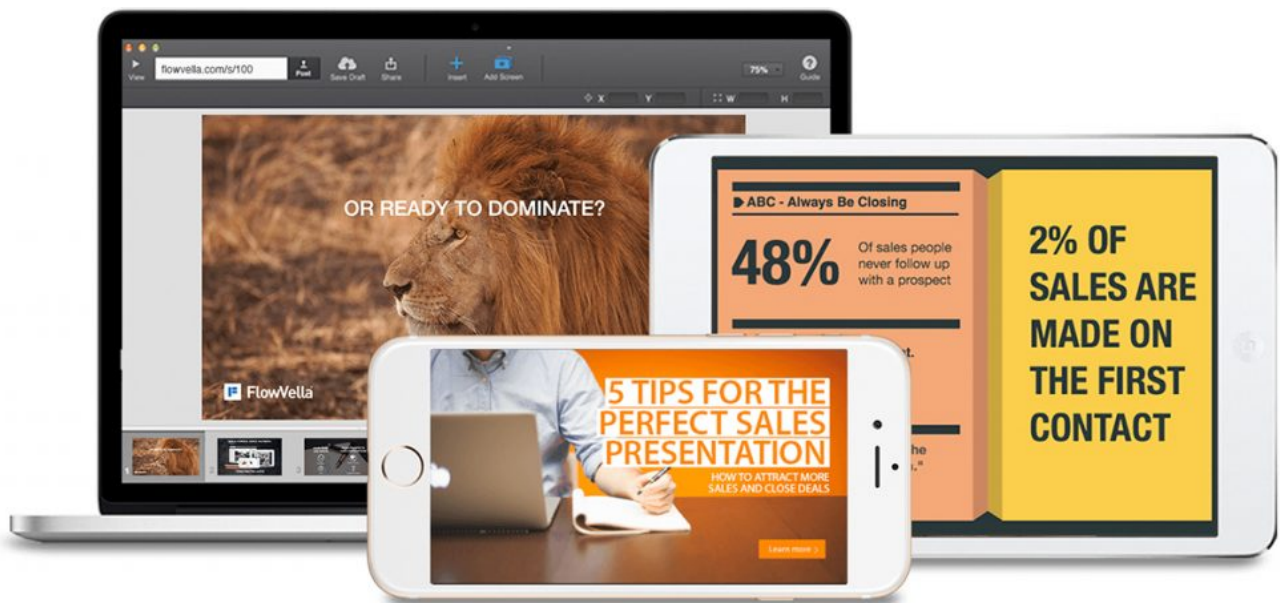 flowvella.com/s/100
View
Post
Save Draft
Share
Insert
Add Screen
75%
Guide
X Y W H
OR READY TO DOMINATE?
FlowVella
1
2
3
ABC - Always Be Closing
48%
Of sales people
never follow up
with a prospect
2% OF
SALES ARE
MADE ON
THE FIRST
CONTACT
5 TIPS FOR THE
PERFECT SALES
PRESENTATION
HOW TO ATTRACT MORE
SALES AND CLOSE DEALS
Learn more >